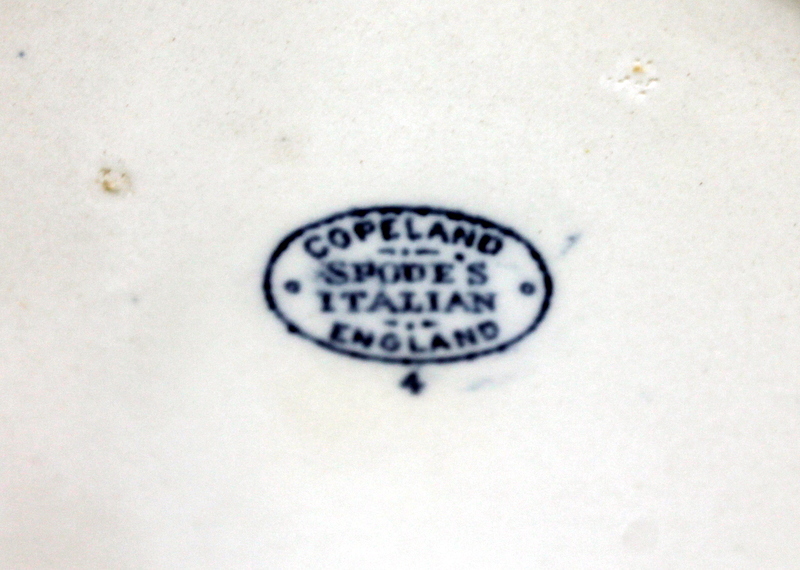 COPELAND
SPODE'S
ITALIAN
ENGLAND
4